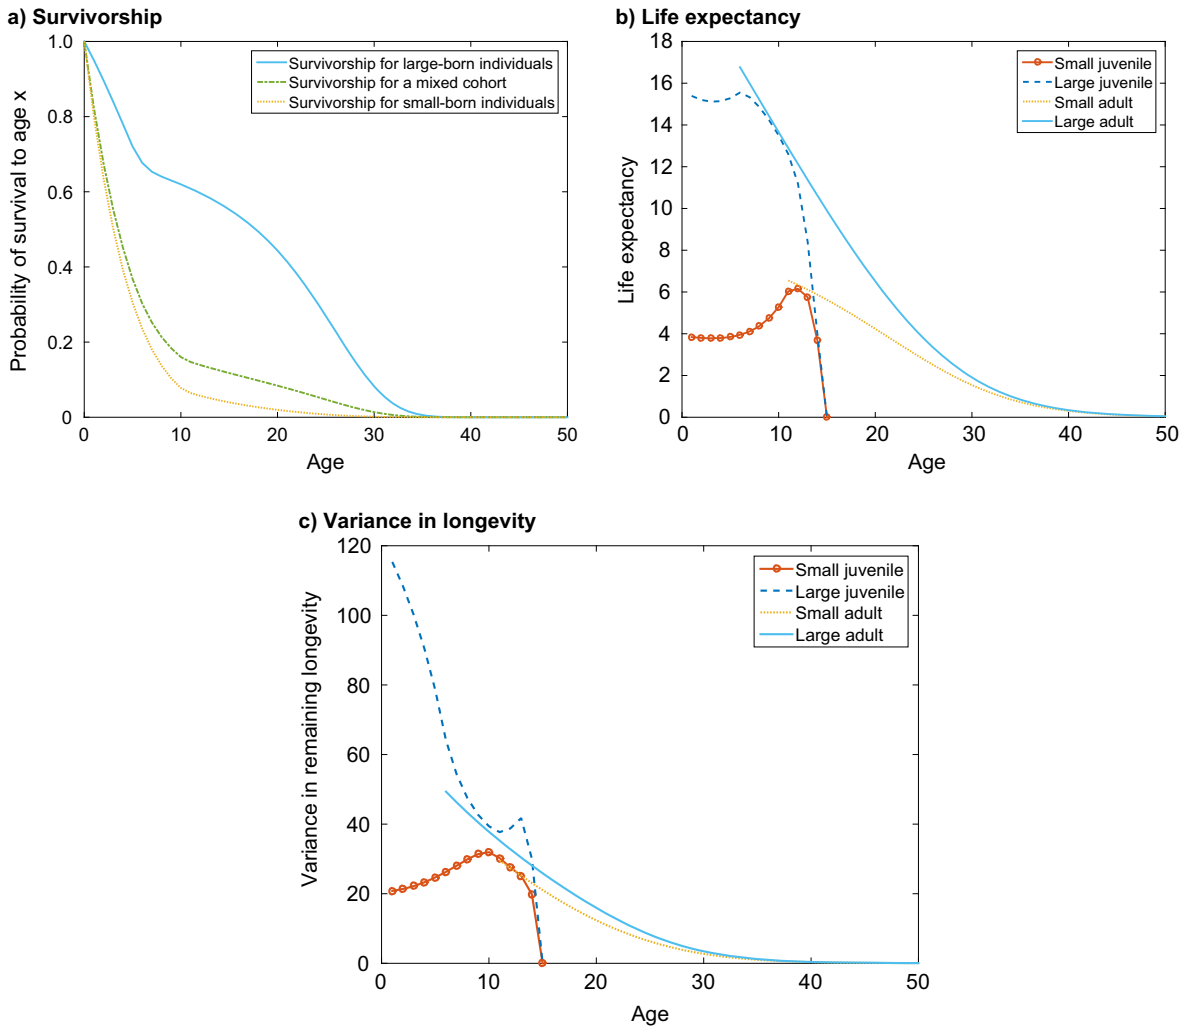 a) Survivorship
Probability of survival to age x
1.0
0.8
0.6
0.4
0.2
0
0
10
20
30
40
50
Age
Survivorship for large-born individuals
Survivorship for a mixed cohort
Survivorship for small-born individuals
b) Life expectancy
Life expectancy
18
16
14
12
10
8
6
4
2
0
0
10
20
30
40
50
Age
Small juvenile
Large juvenile
Small adult
Large adult
c) Variance in longevity
Variance in remaining longevity
120
100
80
60
40
20
0
0
10
20
30
40
50
Age
Small juvenile
Large juvenile
Small adult
Large adult